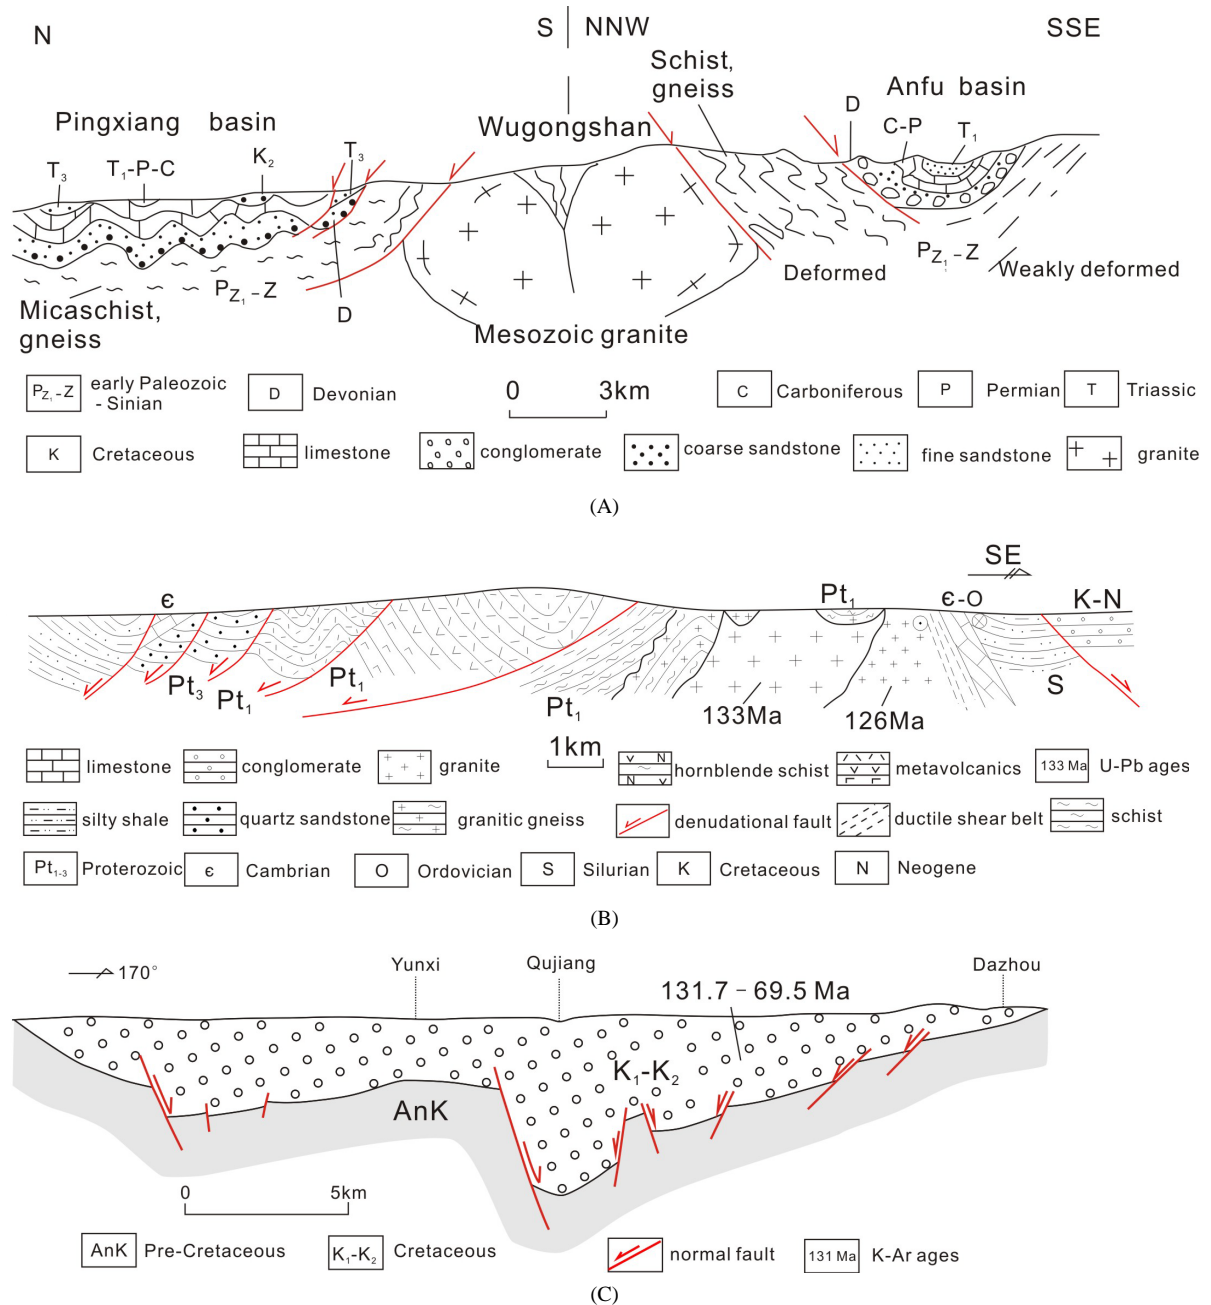 N
S
NNW
SSE
Schist,
gneiss
Anfu basin
D
C-P
T₁
Pingxiang basin
Wugongshan
T₃
T₁-P-C
K₂
T₃
P_Z₁-Z
Deformed
P_Z₁-Z
Weakly deformed
Micaschist,
gneiss
D
Mesozoic granite
P_Z₁-Z early Paleozoic
- Sinian
D Devonian
0 3km
C Carboniferous
P Permian
T Triassic
K Cretaceous
limestone
conglomerate
coarse sandstone
fine sandstone
granite
(A)
SE
Є
Pt₁
Є-O
K-N
Pt₃
Pt₁
Pt₁
Pt₁
133Ma
126Ma
S
1km
limestone
conglomerate
granite
hornblende schist
metavolcanics
133 Ma U-Pb ages
silty shale
quartz sandstone
granitic gneiss
denudational fault
ductile shear belt
schist
Pt₁₋₃ Proterozoic
Є Cambrian
O Ordovician
S Silurian
K Cretaceous
N Neogene
(B)
170°
Yunxi
Qujiang
Dazhou
131.7 - 69.5 Ma
K₁-K₂
AnK
0 5km
AnK Pre-Cretaceous
K₁-K₂ Cretaceous
normal fault
131 Ma K-Ar ages
(C)